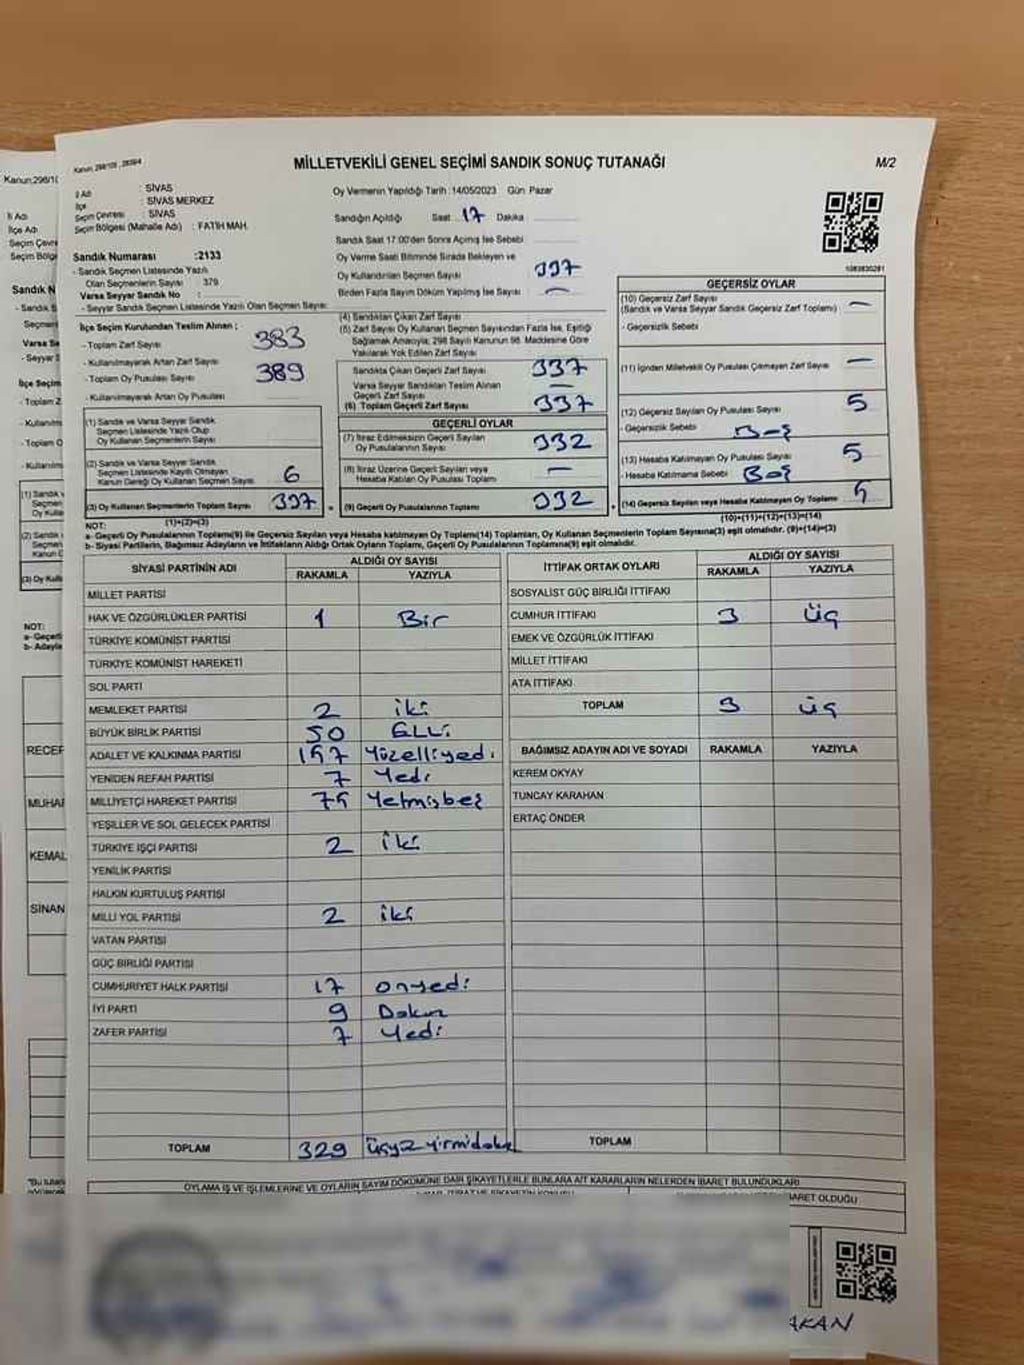 Kanun; 298/105 , 2839/4
MİLLETVEKİLİ GENEL SEÇİMİ SANDIK SONUÇ TUTANAĞI
M/2
İl Adı : SİVAS
İlçe : SİVAS MERKEZ
Seçim Çevresi : SİVAS
Seçim Bölgesi (Mahalle Adı) : FATİH MAH.
Sandık Numarası :2133
- Sandık Seçmen Listesinde Yazılı
Olan Seçmenlerin Sayısı : 379
Varsa Seyyar Sandık No :
- Seyyar Sandık Seçmen Listesinde Yazılı Olan Seçmen Sayısı:
Oy Vermenin Yapıldığı Tarih : 14/05/2023 Gün Pazar
Sandığın Açıldığı Saat 17 Dakika
Sandık Saat 17:00'den Sonra Açılmış İse Sebebi
Oy Verme Saati Bitiminde Sırada Bekleyen ve
Oy Kullandırılan Seçmen Sayısı 337
Birden Fazla Sayım Döküm Yapılmış İse Sayısı —
1083830281
İlçe Seçim Kurulundan Teslim Alınan ;
- Toplam Zarf Sayısı 383
- Kullanılmayarak Artan Zarf Sayısı
- Toplam Oy Pusulası Sayısı 389
- Kullanılmayarak Artan Oy Pusulası
(1) Sandık ve Varsa Seyyar Sandık
Seçmen Listesinde Yazılı Olup
Oy Kullanan Seçmenlerin Sayısı
(2) Sandık ve Varsa Seyyar Sandık
Seçmen Listesinde Kayıtlı Olmayan
Kanun Gereği Oy Kullanan Seçmen Sayısı 6
(3) Oy Kullanan Seçmenlerin Toplam Sayısı 337
(1)+(2)=(3)
(4) Sandıktan Çıkan Zarf Sayısı
(5) Zarf Sayısı Oy Kullanan Seçmen Sayısından Fazla İse, Eşitliği
Sağlamak Amacıyla; 298 Sayılı Kanunun 98. Maddesine Göre
Yakılarak Yok Edilen Zarf Sayısı
Sandıkta Çıkan Geçerli Zarf Sayısı 337
Varsa Seyyar Sandıktan Teslim Alınan
Geçerli Zarf Sayısı —
(6) Toplam Geçerli Zarf Sayısı 337
GEÇERLİ OYLAR
(7) İtiraz Edilmeksizin Geçerli Sayılan
Oy Pusulalarının Sayısı 332
(8) İtiraz Üzerine Geçerli Sayılan veya
Hesaba Katılan Oy Pusulası Toplamı —
(9) Geçerli Oy Pusulalarının Toplamı 332
GEÇERSİZ OYLAR
(10) Geçersiz Zarf Sayısı
(Sandık ve Varsa Seyyar Sandık Geçersiz Zarf Toplamı) —
- Geçersizlik Sebebi
(11) İçinden Milletvekili Oy Pusulası Çıkmayan Zarf Sayısı —
(12) Geçersiz Sayılan Oy Pusulası Sayısı 5
- Geçersizlik Sebebi Boş
(13) Hesaba Katılmayan Oy Pusulası Sayısı 5
- Hesaba Katılmama Sebebi Boş
(14) Geçersiz Sayılan veya Hesaba Katılmayan Oy Toplamı 5
(10)+(11)+(12)+(13)=(14)
NOT:
a- Geçerli Oy Pusulalarının Toplamı(9) ile Geçersiz Sayılan veya Hesaba katılmayan Oy Toplamı(14) Toplamları, Oy Kullanan Seçmenlerin Toplam Sayısına(3) eşit olmalıdır. (9)+(14)=(3)
b- Siyasi Partilerin, Bağımsız Adayların ve İttifakların Aldığı Ortak Oyların Toplamı, Geçerli Oy Pusulalarının Toplamına(9) eşit olmalıdır.
SİYASİ PARTİNİN ADI ALDIĞI OY SAYISI
RAKAMLA YAZIYLA
MİLLET PARTİSİ
HAK VE ÖZGÜRLÜKLER PARTİSİ 1 Bir
TÜRKİYE KOMÜNİST PARTİSİ
TÜRKİYE KOMÜNİST HAREKETİ
SOL PARTİ
MEMLEKET PARTİSİ 2 iki
BÜYÜK BİRLİK PARTİSİ 50 ELLi
ADALET VE KALKINMA PARTİSİ 157 Yüzelliyedi
YENİDEN REFAH PARTİSİ 7 Yedi
MİLLİYETÇİ HAREKET PARTİSİ 75 Yetmişbeş
YEŞİLLER VE SOL GELECEK PARTİSİ
TÜRKİYE İŞÇİ PARTİSİ 2 iki
YENİLİK PARTİSİ
HALKIN KURTULUŞ PARTİSİ
MİLLİ YOL PARTİSİ 2 iki
VATAN PARTİSİ
GÜÇ BİRLİĞİ PARTİSİ
CUMHURİYET HALK PARTİSİ 17 onyedi
İYİ PARTİ 9 Dokuz
ZAFER PARTİSİ 7 Yedi
TOPLAM 329 üçyüzyirmidokuz
İTTİFAK ORTAK OYLARI ALDIĞI OY SAYISI
RAKAMLA YAZIYLA
SOSYALİST GÜÇ BİRLİĞİ İTTİFAKI
CUMHUR İTTİFAKI 3 üç
EMEK VE ÖZGÜRLÜK İTTİFAKI
MİLLET İTTİFAKI
ATA İTTİFAKI
TOPLAM 3 üç
BAĞIMSIZ ADAYIN ADI VE SOYADI RAKAMLA YAZIYLA
KEREM OKYAY
TUNCAY KARAHAN
ERTAÇ ÖNDER
TOPLAM
OYLAMA İŞ VE İŞLEMLERİNE VE OYLARIN SAYIM DÖKÜMÜNE DAİR ŞİKAYETLERLE BUNLARA AİT KARARLARIN NELERDEN İBARET BULUNDUKLARI
BARET OLDUĞU
AKAN
Kanun;298/10
İl Adı
İlçe Adı
Seçim Çevre
Seçim Bölg
Sandık N
RECEP
MUHAR
KEMAL
SİNAN